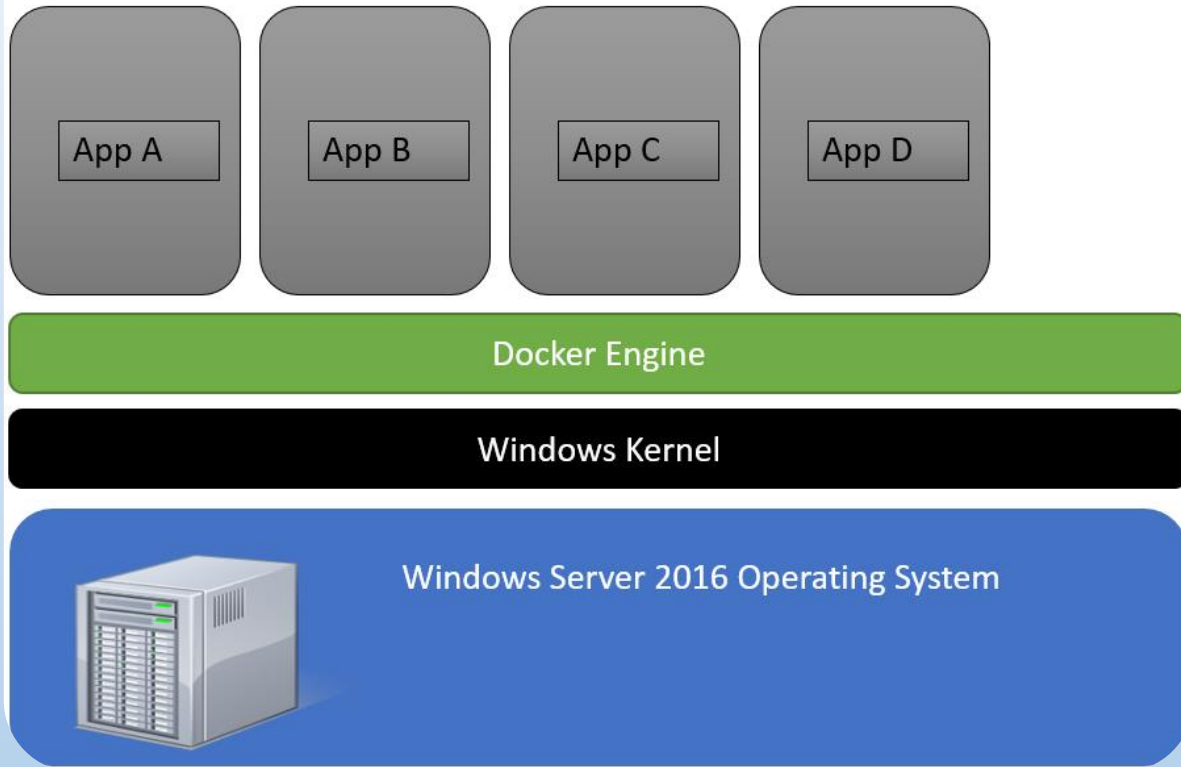 App A
App B
App C
App D
Docker Engine
Windows Kernel
Windows Server 2016 Operating System